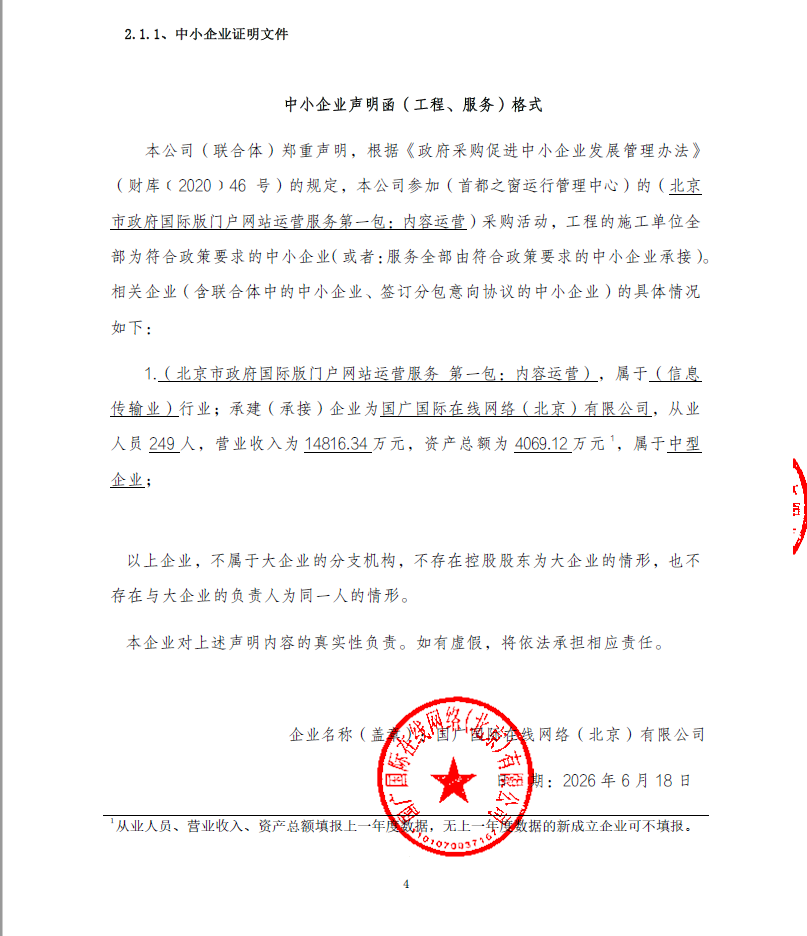 2.1.1、中小企业证明文件
中小企业声明函（工程、服务）格式
本公司（联合体）郑重声明，根据《政府采购促进中小企业发展管理办法》
（财库﹝2020﹞46 号）的规定，本公司参加（首都之窗运行管理中心）的（北京
市政府国际版门户网站运营服务第一包：内容运营）采购活动，工程的施工单位全
部为符合政策要求的中小企业（或者：服务全部由符合政策要求的中小企业承接）。
相关企业（含联合体中的中小企业、签订分包意向协议的中小企业）的具体情况
如下：
1.（北京市政府国际版门户网站运营服务 第一包：内容运营），属于（信息
传输业）行业；承建（承接）企业为国广国际在线网络（北京）有限公司，从业
人员 249 人，营业收入为 14816.34 万元，资产总额为 4069.12 万元 1，属于中型
企业；
以上企业，不属于大企业的分支机构，不存在控股股东为大企业的情形，也不
存在与大企业的负责人为同一人的情形。
本企业对上述声明内容的真实性负责。如有虚假，将依法承担相应责任。
企业名称（盖章）：国广国际在线网络（北京）有限公司
日期：2026 年 6 月 18 日
国广国际在线网络（北京）有限公司
1从业人员、营业收入、资产总额填报上一年度数据，无上一年度数据的新成立企业可不填报。
4